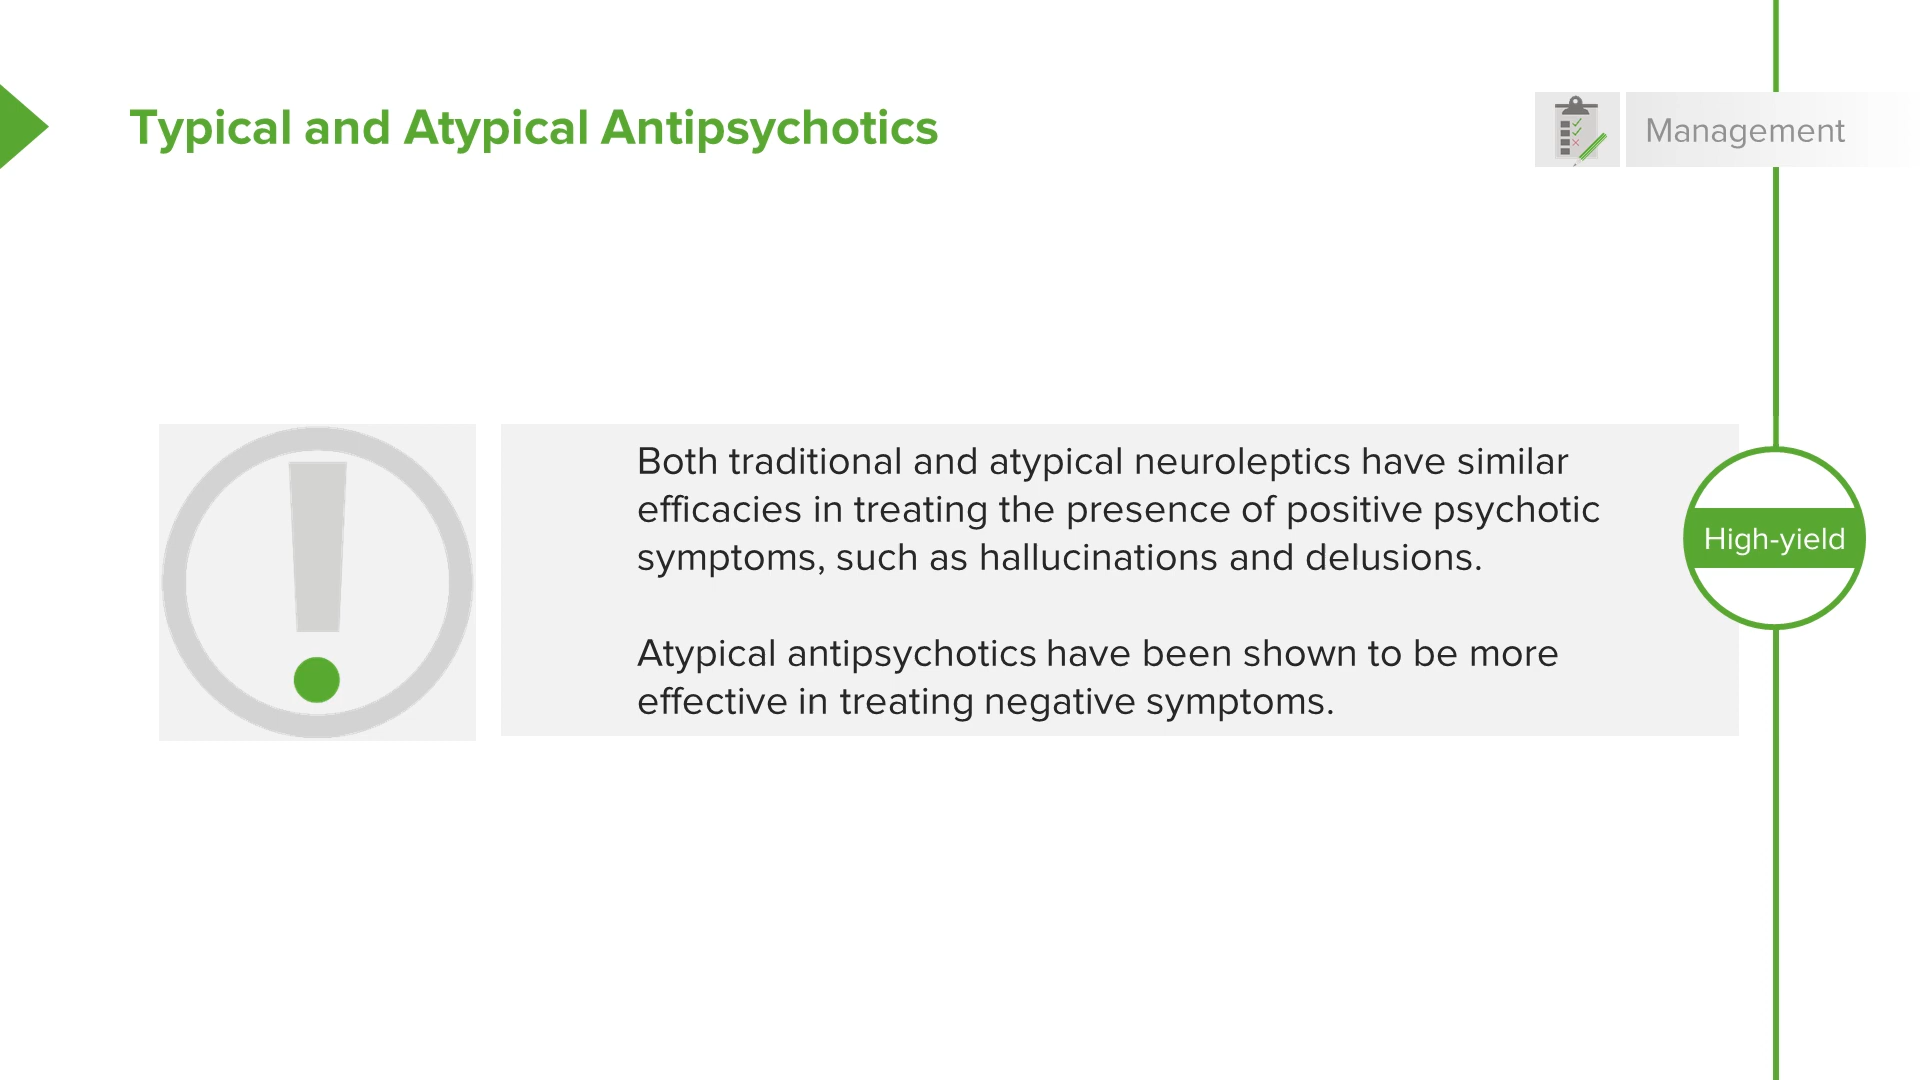 Typical and Atypical Antipsychotics
Management
Both traditional and atypical neuroleptics have similar
efficacies in treating the presence of positive psychotic
symptoms, such as hallucinations and delusions.
High-yield
Atypical antipsychotics have been shown to be more
effective in treating negative symptoms.